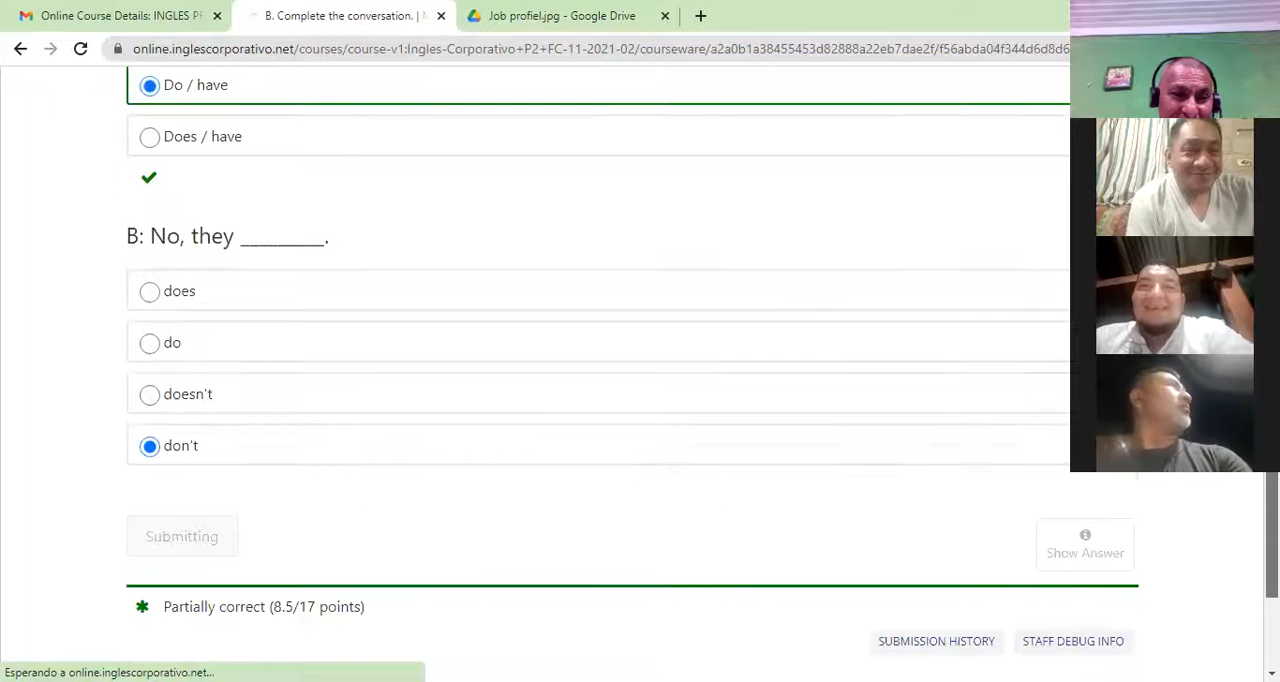 Online Course Details: INGLES PF
B. Complete the conversation. |
Job profiel.jpg - Google Drive
online.inglescorporativo.net/courses/course-v1:Ingles-Corporativo+P2+FC-11-2021-02/courseware/a2a0b1a38455453d82888a22eb7dae2f/f56abda04f344d6d8d6
Do / have
Does / have
B: No, they _________.
does
do
doesn't
don't
Submitting
Show Answer
Partially correct (8.5/17 points)
SUBMISSION HISTORY
STAFF DEBUG INFO
Esperando a online.inglescorporativo.net...